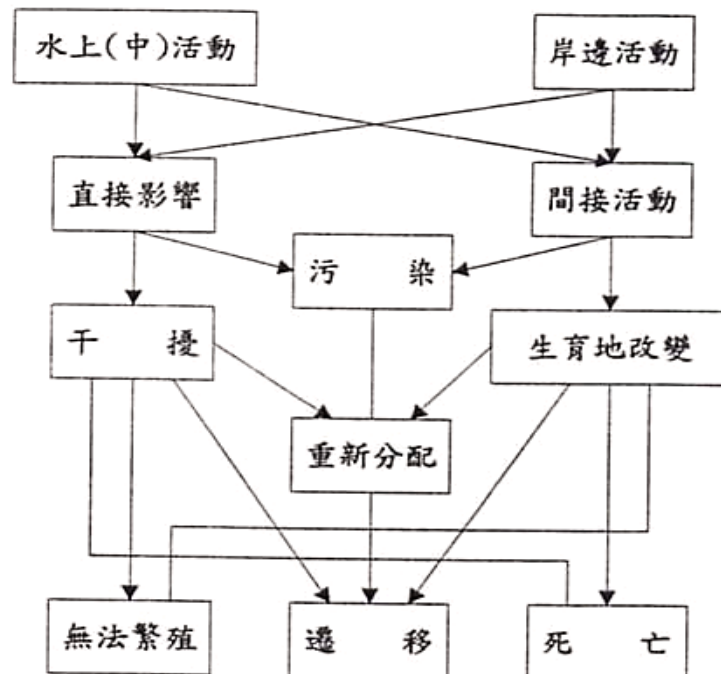 水上(中)活動
岸邊活動
直接影響
間接活動
污 染
干 擾
生育地改變
重新分配
無法繁殖
遷 移
死 亡